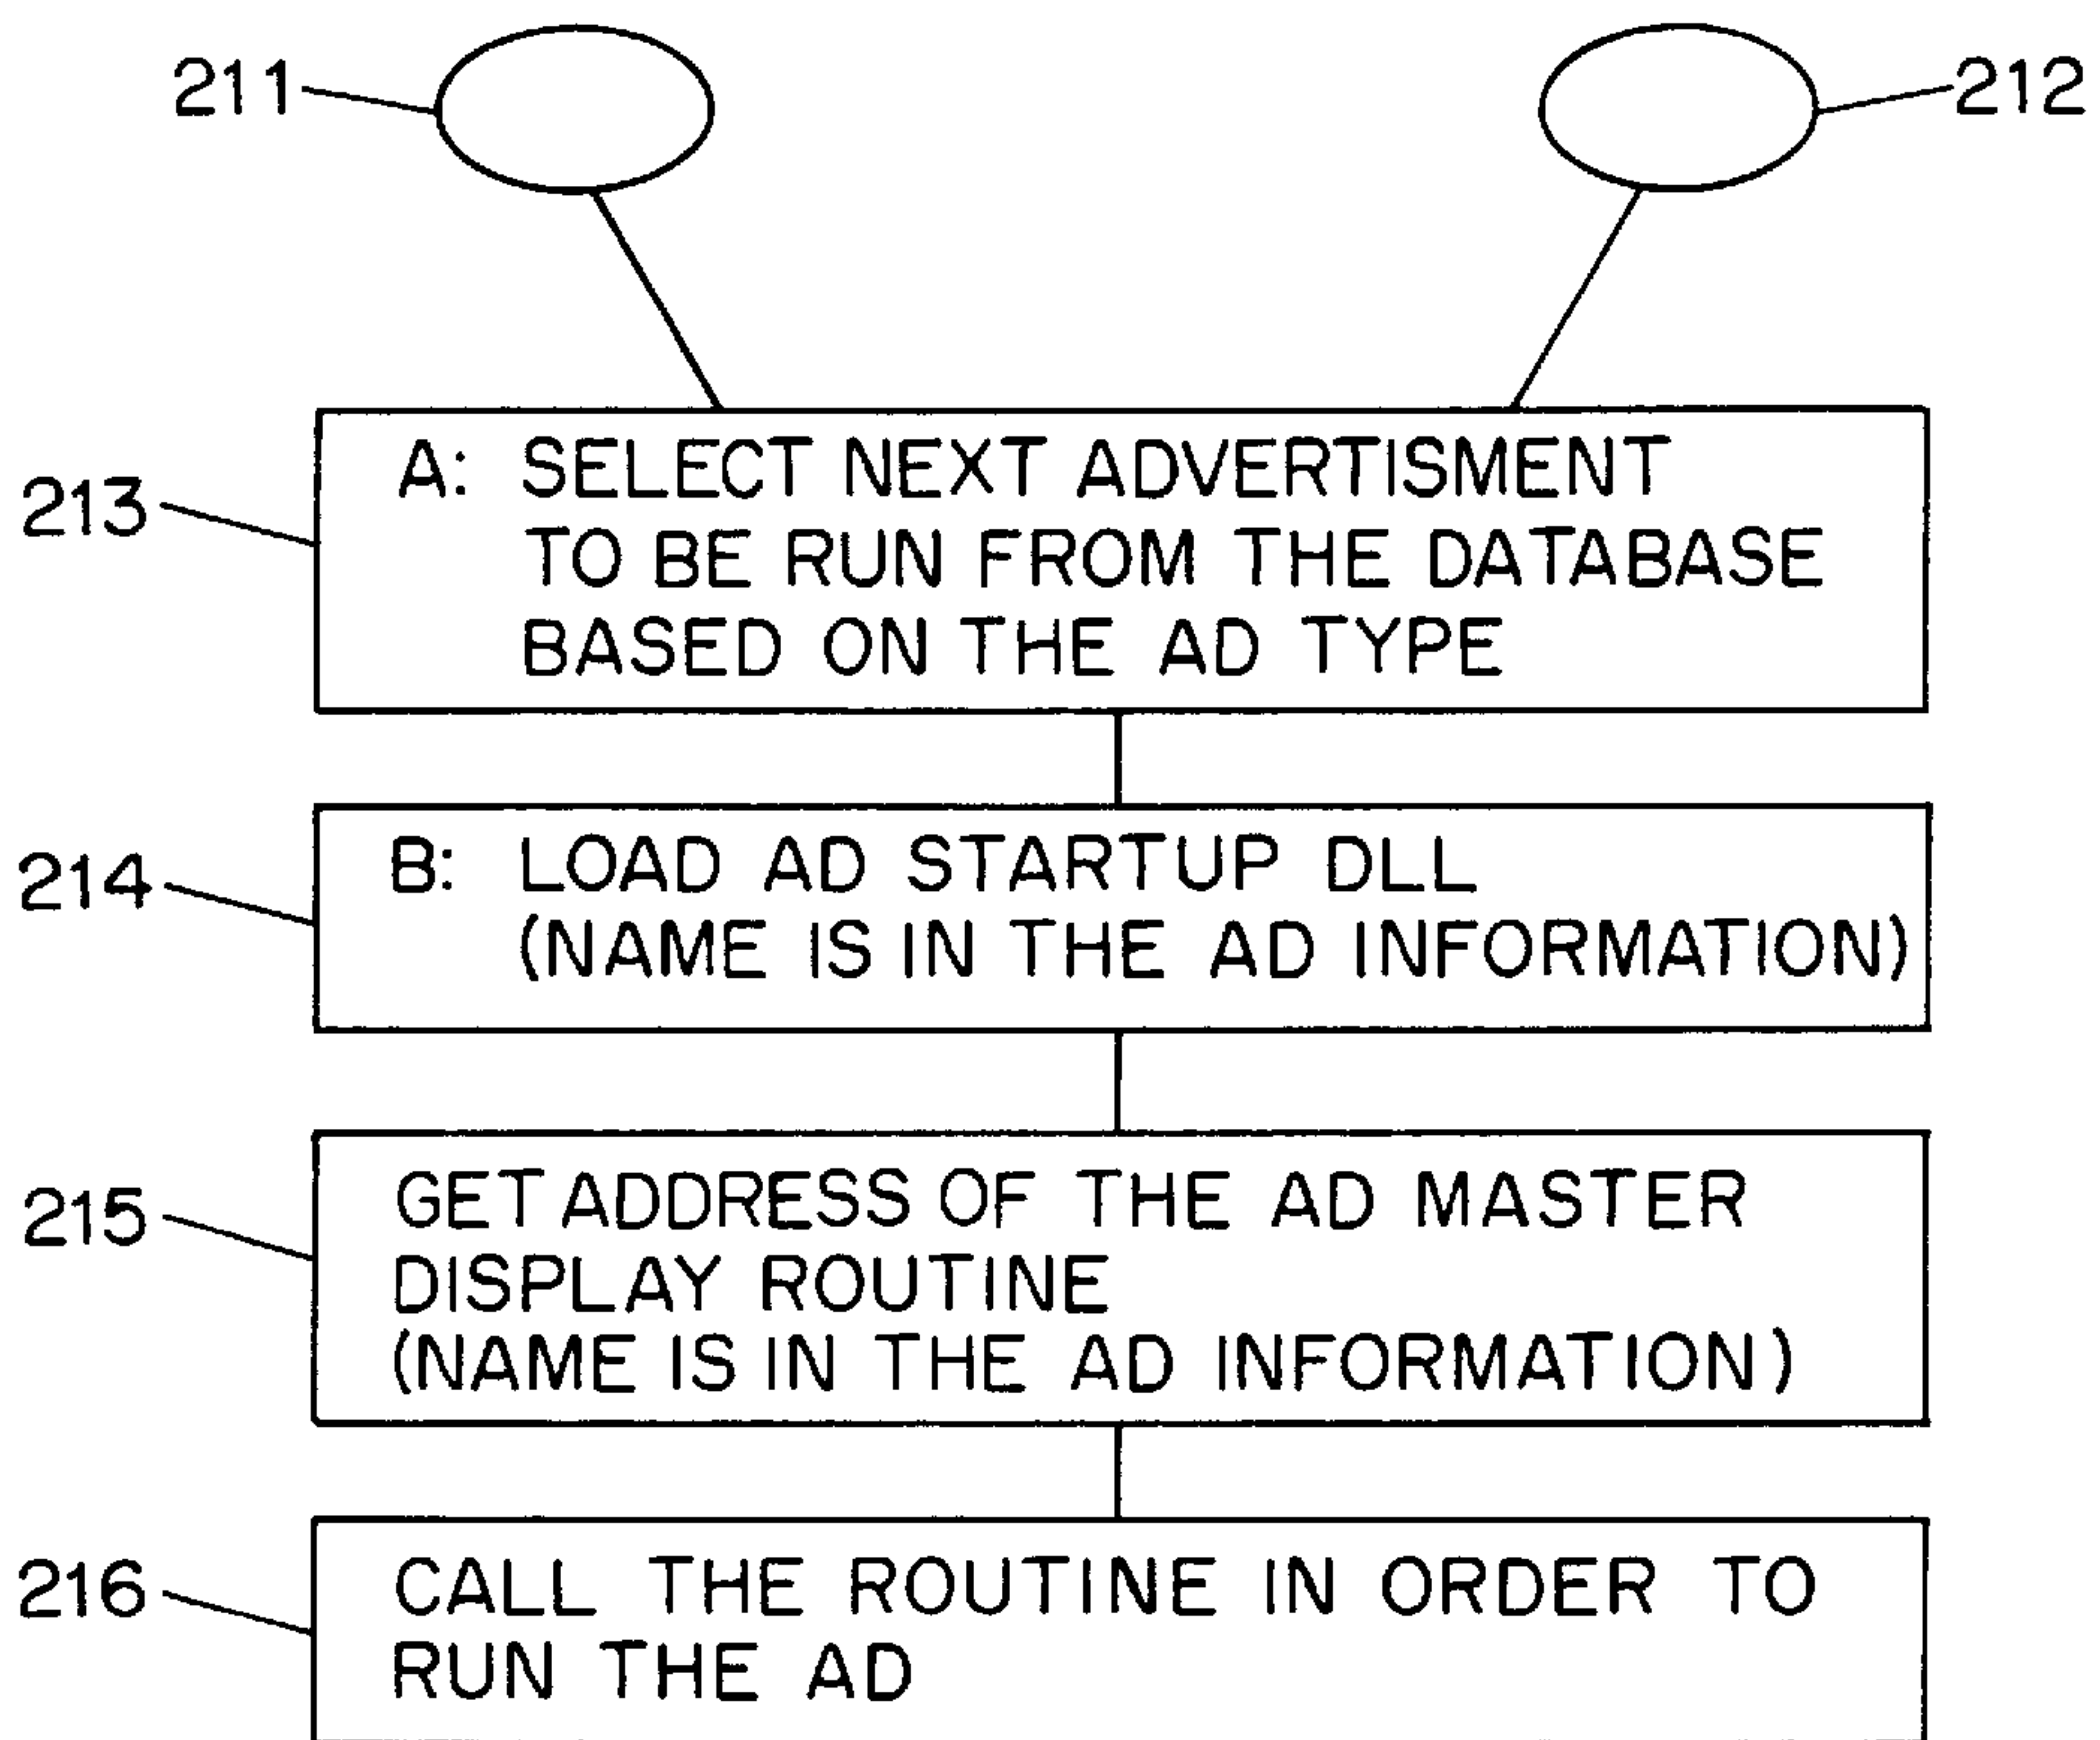 211
212
213
A: SELECT NEXT ADVERTISMENT
TO BE RUN FROM THE DATABASE
BASED ON THE AD TYPE
214
B: LOAD AD STARTUP DLL
(NAME IS IN THE AD INFORMATION)
215
GET ADDRESS OF THE AD MASTER
DISPLAY ROUTINE
(NAME IS IN THE AD INFORMATION)
216
CALL THE ROUTINE IN ORDER TO
RUN THE AD